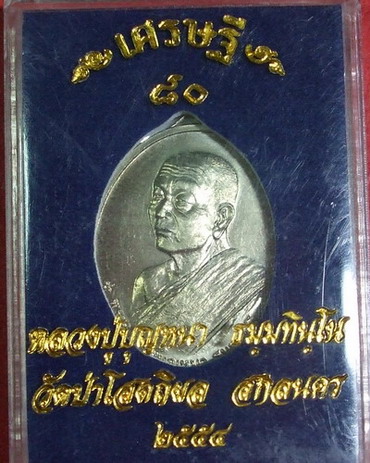 เศรษฐี
๘๐
หลวงปู่บุญหนา ธมฺมทินฺโน
วัดป่าโสตถิผล สกลนคร
๒๕๕๔